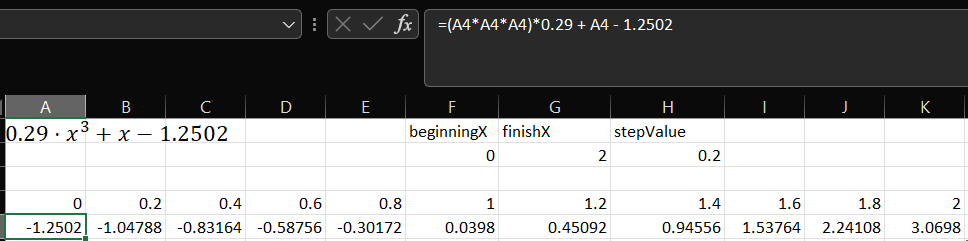 fx =(A4*A4*A4)*0.29 + A4 - 1.2502
A B C D E F G H I J K
0.29 · x³ + x − 1.2502 beginningX finishX stepValue
0 2 0.2
0 0.2 0.4 0.6 0.8 1 1.2 1.4 1.6 1.8 2
-1.2502 -1.04788 -0.83164 -0.58756 -0.30172 0.0398 0.45092 0.94556 1.53764 2.24108 3.0698